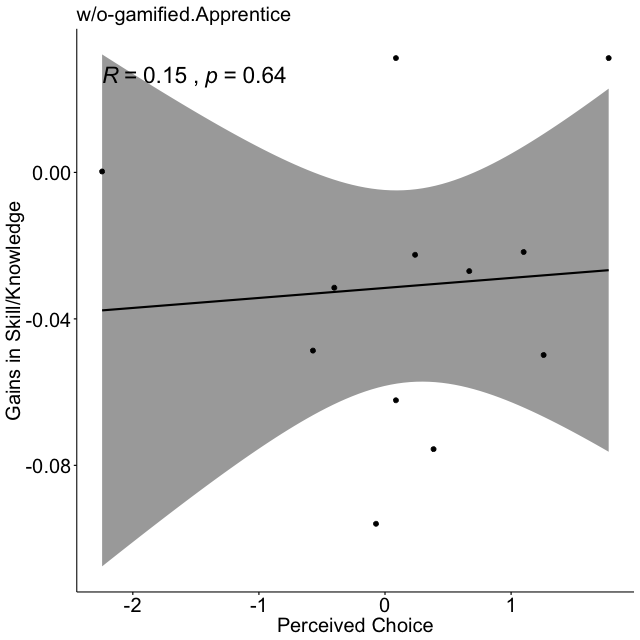 w/o-gamified.Apprentice
R = 0.15 , p = 0.64
Gains in Skill/Knowledge
0.00
-0.04
-0.08
-2
-1
0
1
Perceived Choice